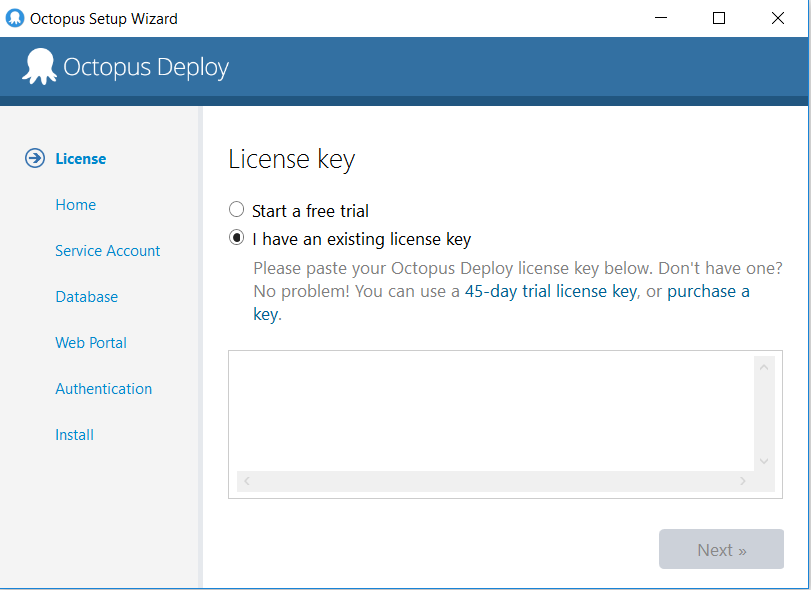 Octopus Setup Wizard
Octopus Deploy
License
Home
Service Account
Database
Web Portal
Authentication
Install
License key
Start a free trial
I have an existing license key
Please paste your Octopus Deploy license key below. Don't have one?
No problem! You can use a 45-day trial license key, or purchase a
key.
Next »